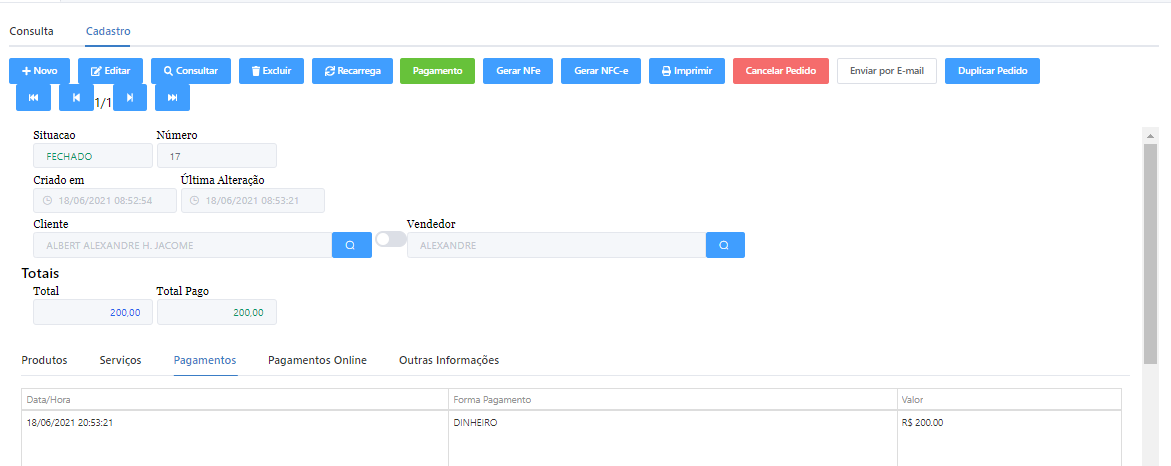 Consulta Cadastro
Novo Editar Consultar Excluir Recarrega Pagamento Gerar NFe Gerar NFC-e Imprimir Cancelar Pedido Enviar por E-mail Duplicar Pedido
1/1
Situacao Número
FECHADO 17
Criado em Última Alteração
18/06/2021 08:52:54 18/06/2021 08:53:21
Cliente Vendedor
ALBERT ALEXANDRE H. JACOME ALEXANDRE
Totais
Total Total Pago
200,00 200,00
Produtos Serviços Pagamentos Pagamentos Online Outras Informações
Data/Hora Forma Pagamento Valor
18/06/2021 20:53:21 DINHEIRO R$ 200.00